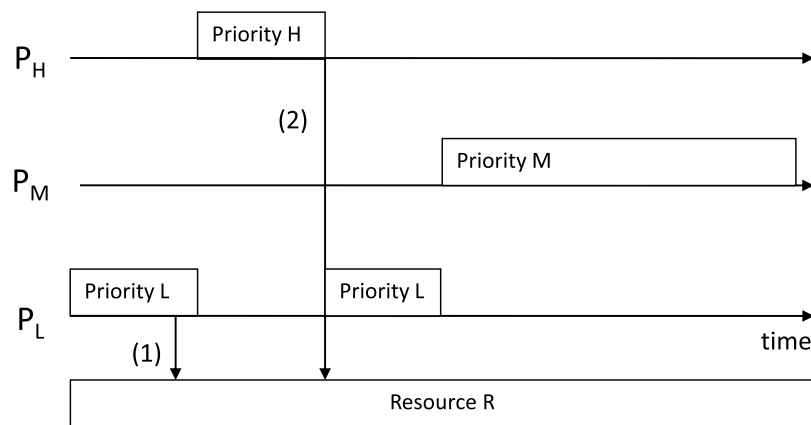 Priority H
P_H
(2)
Priority M
P_M
Priority L
Priority L
P_L
time
(1)
Resource R